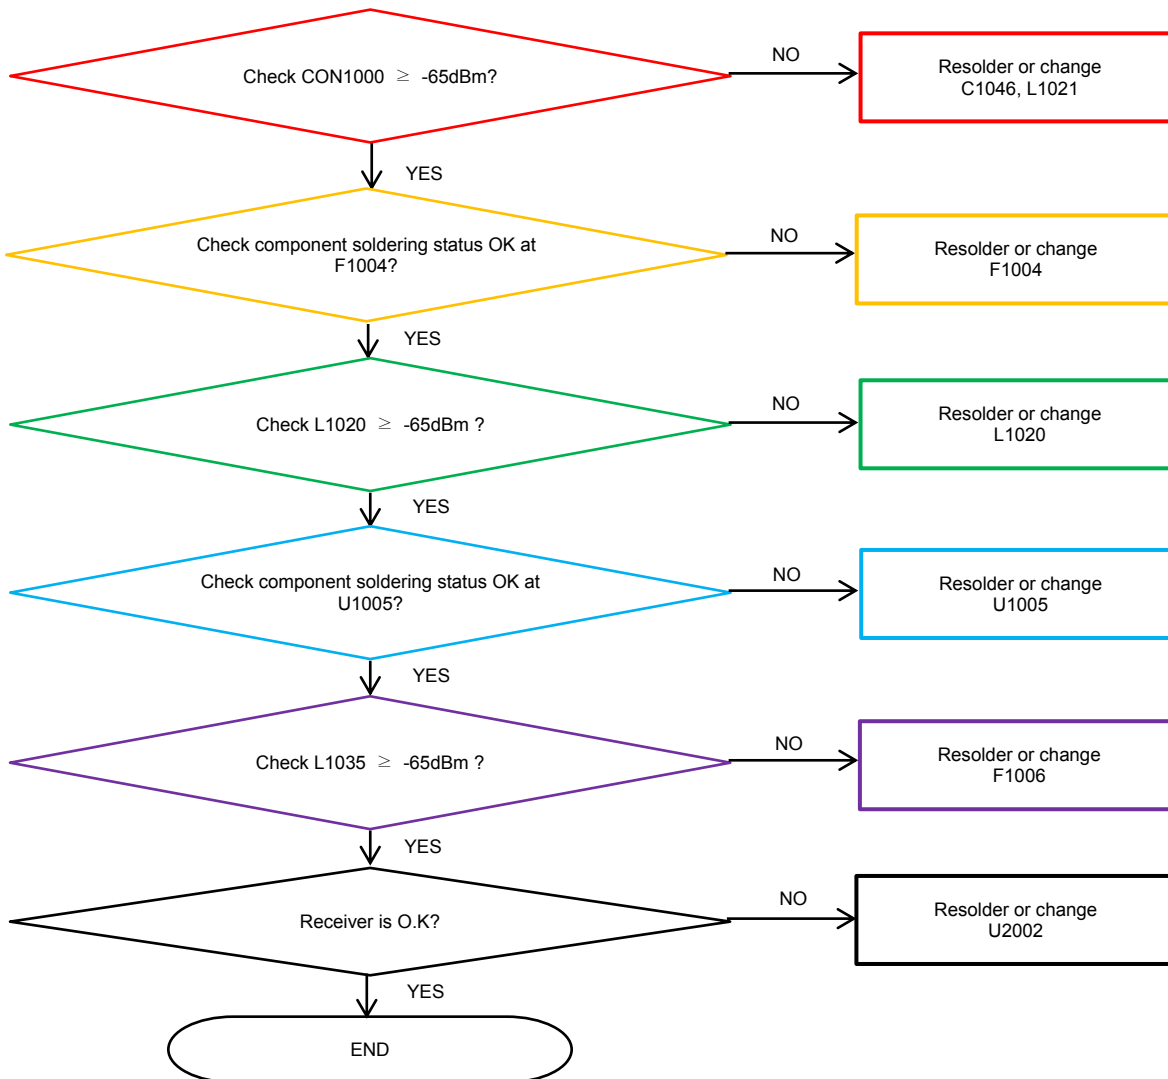 Check CON1000 ≥ -65dBm?
NO
Resolder or change
C1046, L1021
YES
Check component soldering status OK at
F1004?
NO
Resolder or change
F1004
YES
Check L1020 ≥ -65dBm ?
NO
Resolder or change
L1020
YES
Check component soldering status OK at
U1005?
NO
Resolder or change
U1005
YES
Check L1035 ≥ -65dBm ?
NO
Resolder or change
F1006
YES
Receiver is O.K?
NO
Resolder or change
U2002
YES
END